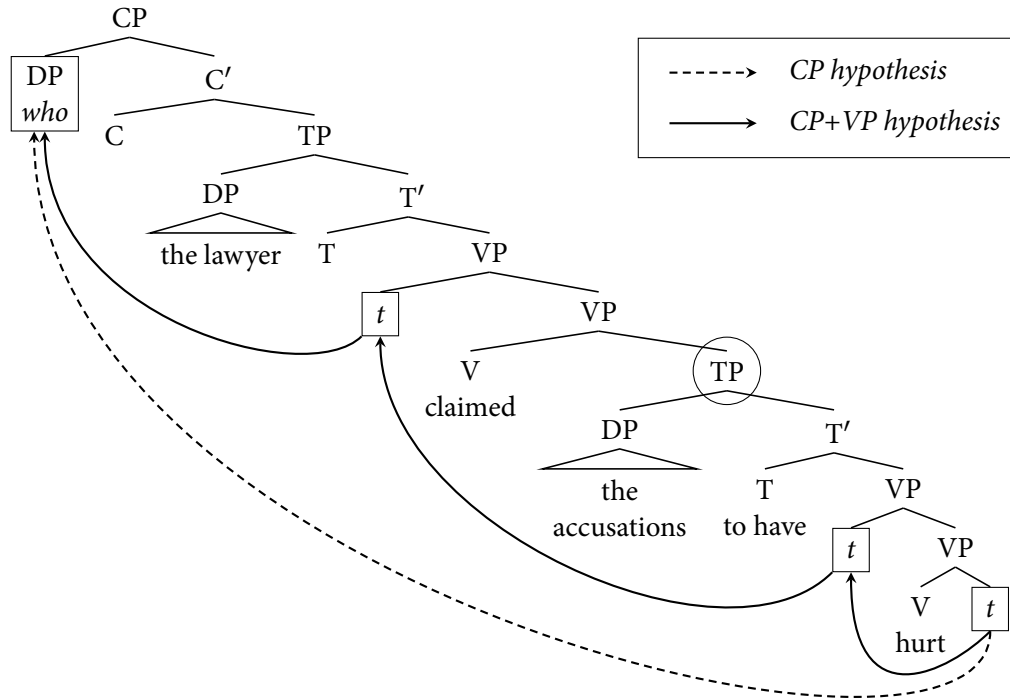 CP
DP
who
C′
C
TP
DP
T′
the lawyer
T
VP
t
VP
V
claimed
TP
DP
T′
the
accusations
T
to have
VP
t
VP
V
hurt
t
CP hypothesis
CP+VP hypothesis